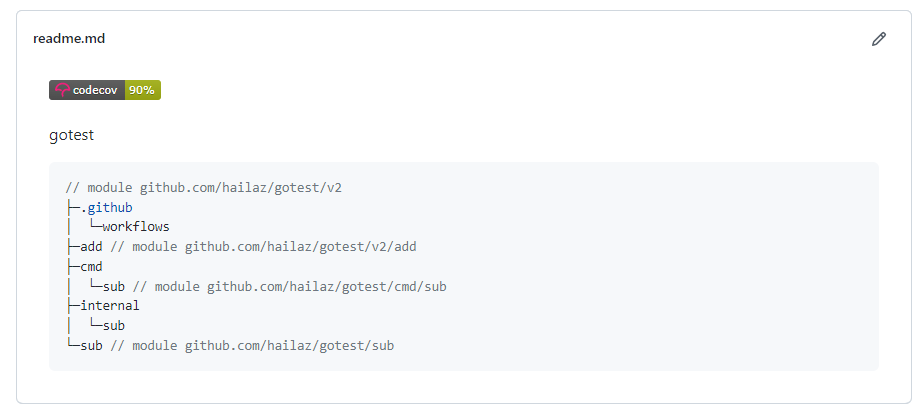 readme.md
codecov 90%
gotest
// module github.com/hailaz/gotest/v2
├─.github
│  └─workflows
├─add // module github.com/hailaz/gotest/v2/add
├─cmd
│  └─sub // module github.com/hailaz/gotest/cmd/sub
├─internal
│  └─sub
└─sub // module github.com/hailaz/gotest/sub